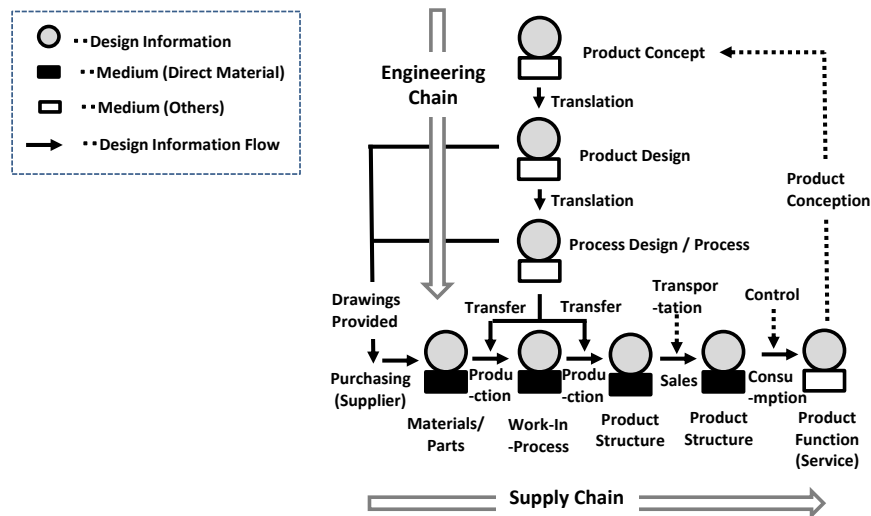 Design Information
Medium (Direct Material)
Medium (Others)
Design Information Flow
Engineering
Chain
Product Concept
Translation
Product Design
Translation
Process Design / Process
Product
Conception
Drawings
Provided
Transfer
Transfer
Transpor
-tation
Control
Purchasing
(Supplier)
Produ
-ction
Produ
-ction
Sales
Consu
-mption
Materials/
Parts
Work-In
-Process
Product
Structure
Product
Structure
Product
Function
(Service)
Supply Chain